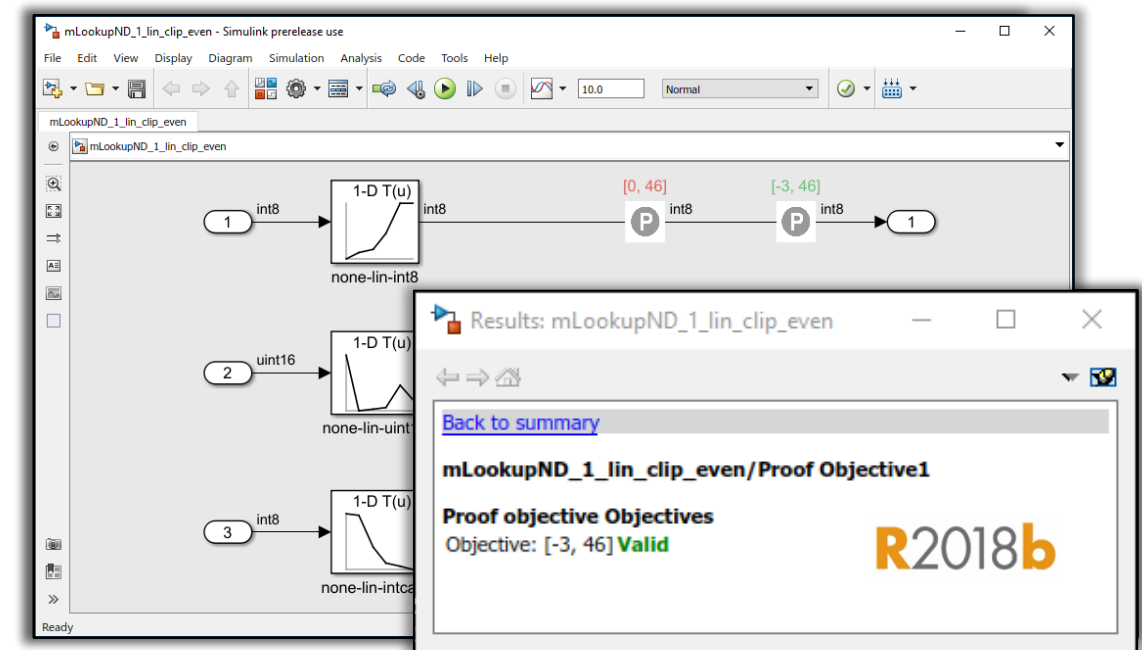 mLookupND_1_lin_clip_even - Simulink prerelease use
File Edit View Display Diagram Simulation Analysis Code Tools Help
10.0 Normal
mLookupND_1_lin_clip_even
mLookupND_1_lin_clip_even
[0, 46] [-3, 46]
1 int8 1-D T(u) int8 P int8 P int8 1
none-lin-int8
2 uint16 1-D T(u)
none-lin-uint
3 int8 1-D T(u)
none-lin-intca
Ready
Results: mLookupND_1_lin_clip_even
Back to summary
mLookupND_1_lin_clip_even/Proof Objective1
Proof objective Objectives
Objective: [-3, 46] Valid
R2018b